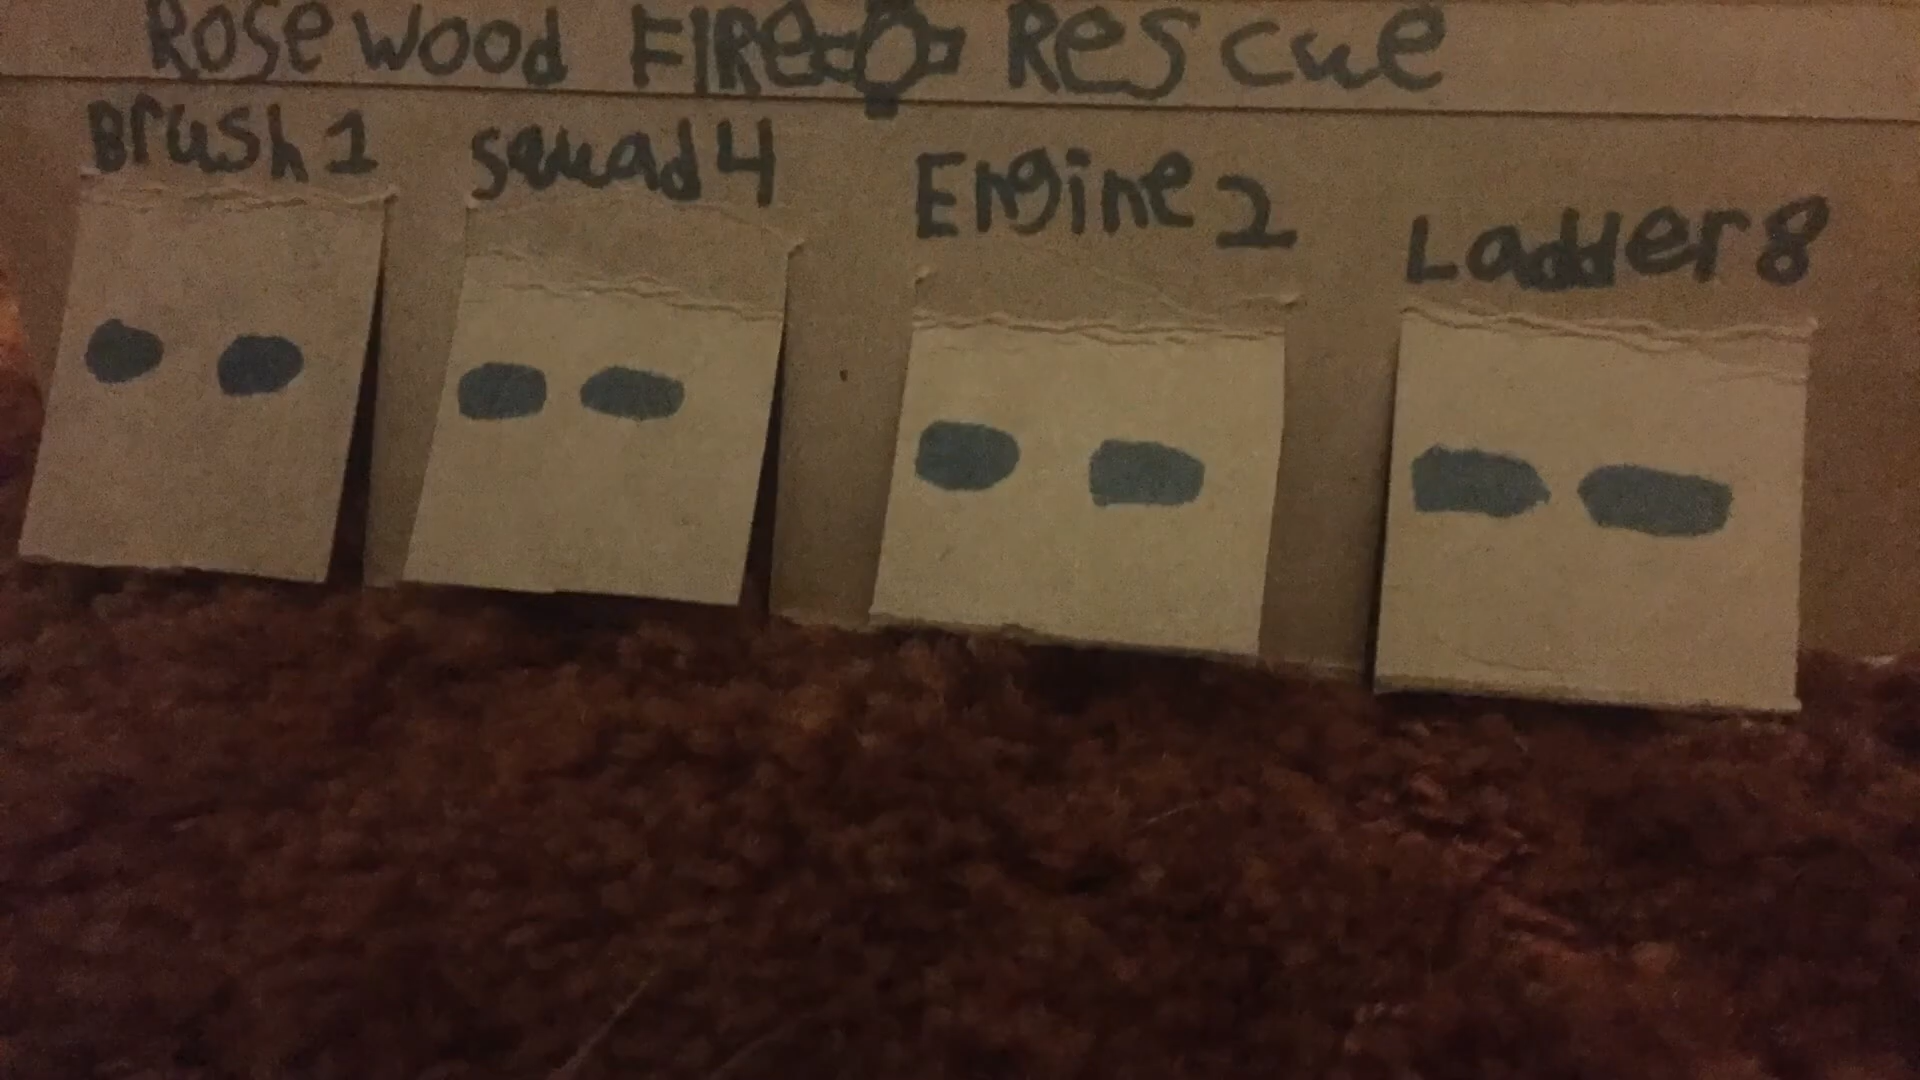 Rosewood FIRe Rescue
Brush 1
squad 4
Engine 2
Ladder 8